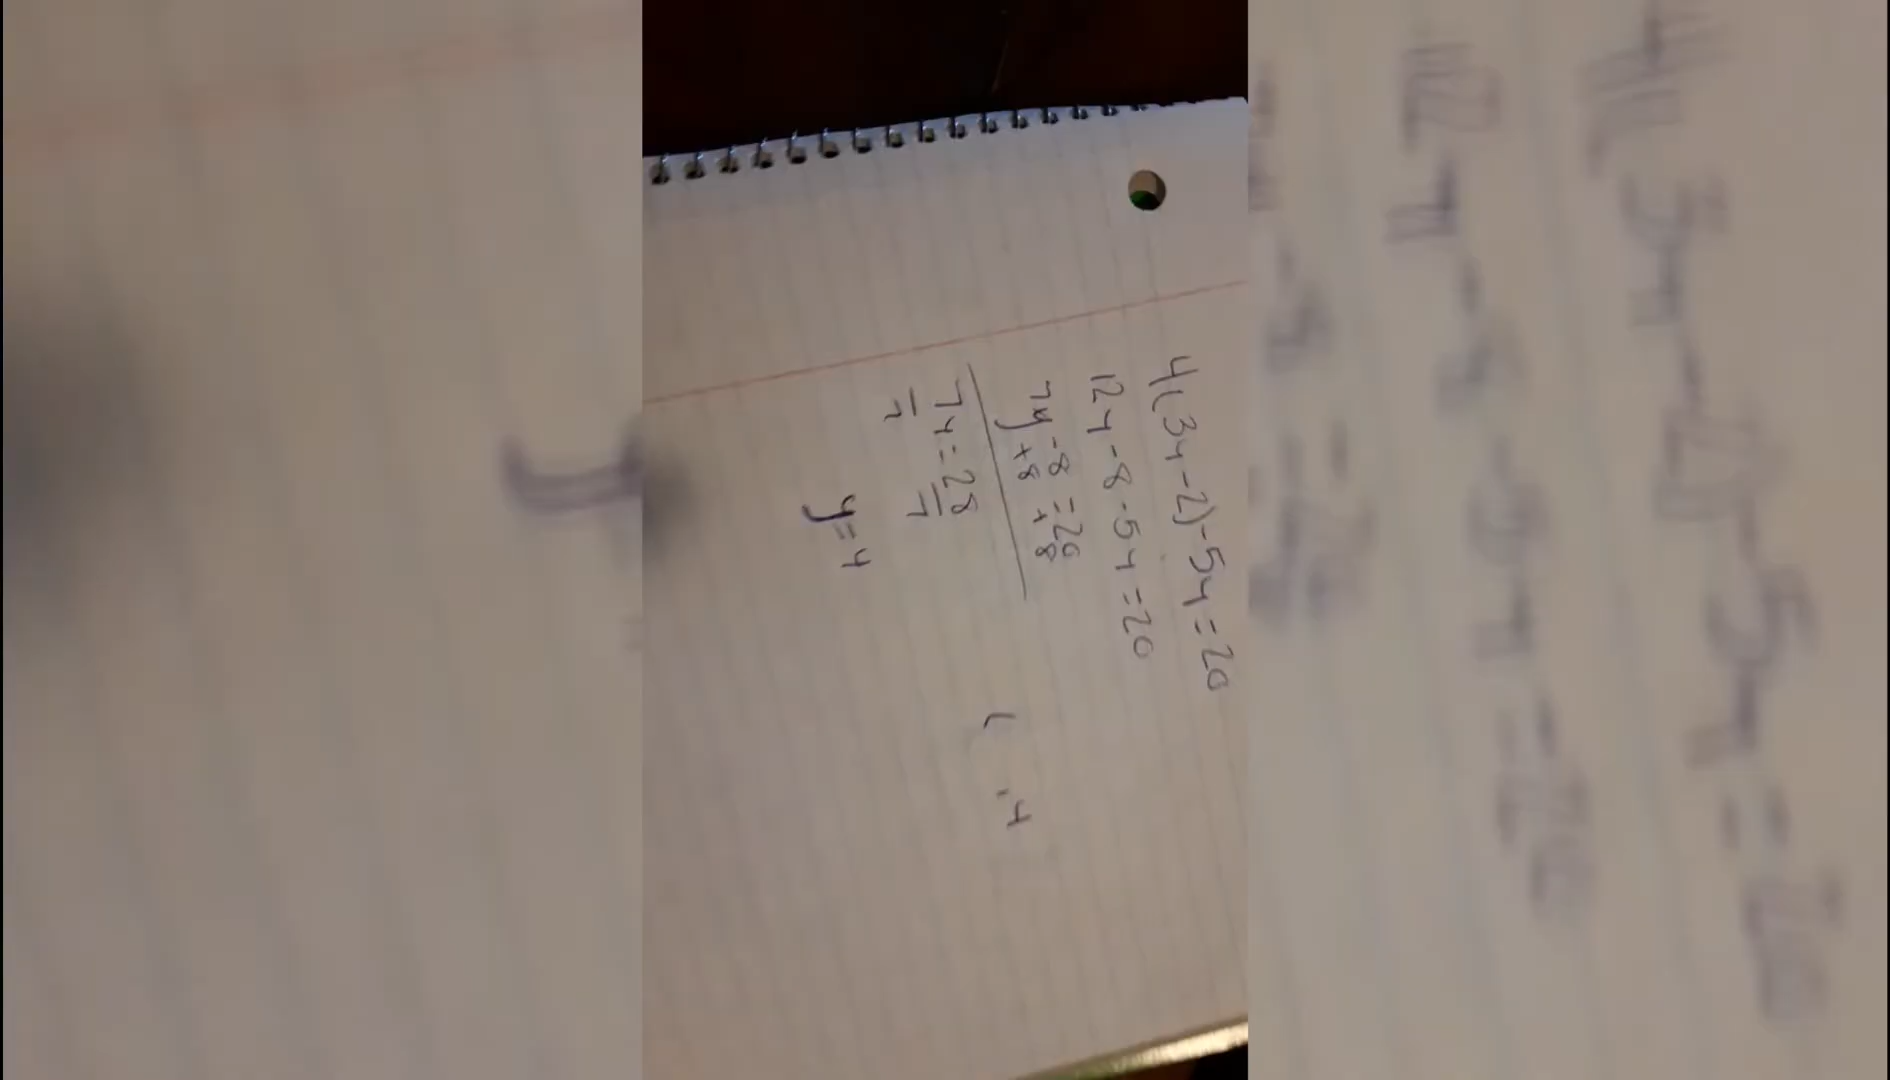 4(3y-2)-5y=20
12y-8-5y=20
7y-8=20
+8 +8
7y=28
7 7
y=4
( ,4